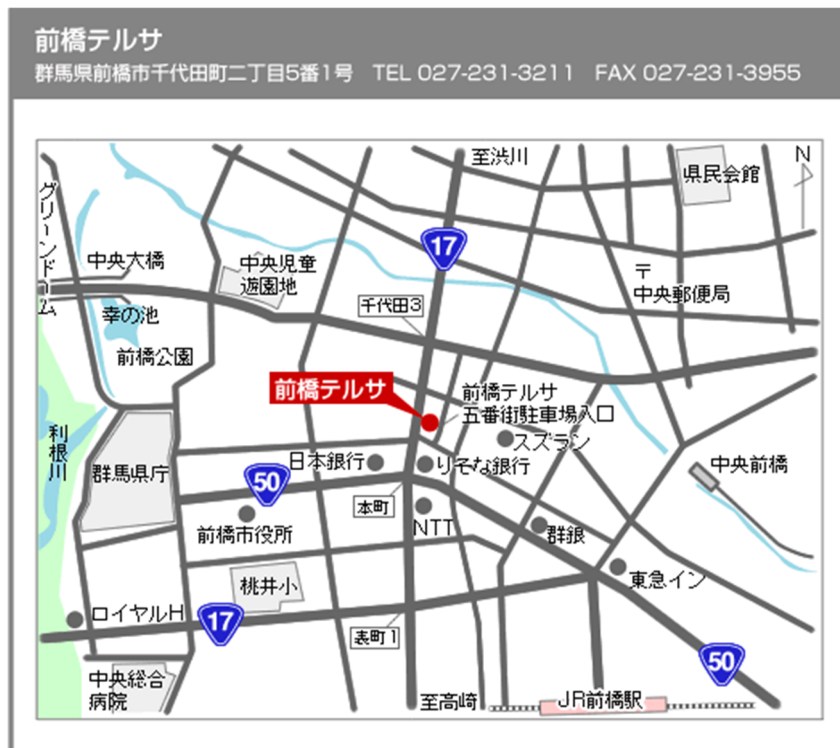 前橋テルサ
群馬県前橋市千代田町二丁目5番1号 TEL 027-231-3211 FAX 027-231-3955
至渋川
N
県民会館
グリーンドーム
17
中央大橋
中央児童
遊園地
〒
中央郵便局
千代田3
幸の池
前橋公園
前橋テルサ
前橋テルサ
五番街駐車場入口
スズラン
利根川
群馬県庁
日本銀行
りそな銀行
中央前橋
50
本町
NTT
前橋市役所
群銀
桃井小
東急イン
ロイヤルH
17
表町1
50
中央総合
病院
至高崎
JR前橋駅